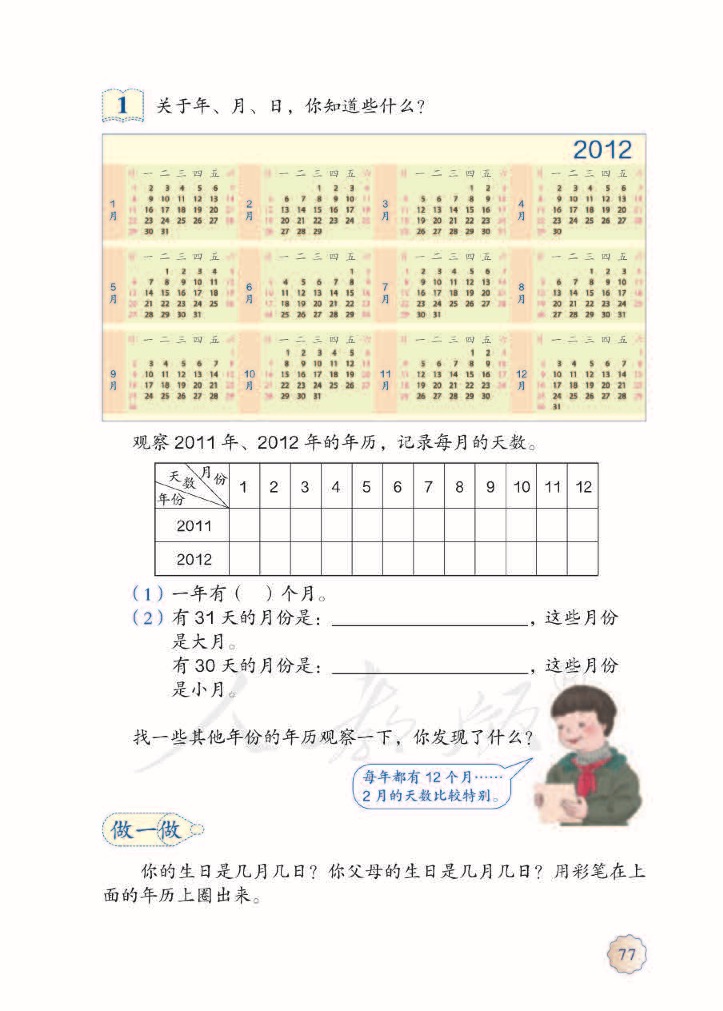 1 关于年、月、日，你知道些什么？
2012
一 二 三 四 五
一 二 三 四 五
一 二 三 四 五
一 二 三 四 五
1月
2 3 4 5 6
9 10 11 12 13
16 17 18 19 20
23 24 25 26 27
30 31
2月
1 2 3
6 7 8 9 10
13 14 15 16 17
20 21 22 23 24
27 28 29
3月
1 2
5 6 7 8 9
12 13 14 15 16
19 20 21 22 23
26 27 28 29 30
4月
2 3 4 5 6
9 10 11 12 13
16 17 18 19 20
23 24 25 26 27
30
一 二 三 四 五
一 二 三 四 五
一 二 三 四 五
一 二 三 四 五
5月
1 2 3 4
7 8 9 10 11
14 15 16 17 18
21 22 23 24 25
28 29 30 31
6月
1
4 5 6 7 8
11 12 13 14 15
18 19 20 21 22
25 26 27 28 29
7月
2 3 4 5 6
9 10 11 12 13
16 17 18 19 20
23 24 25 26 27
30 31
8月
1 2 3
6 7 8 9 10
13 14 15 16 17
20 21 22 23 24
27 28 29 30 31
一 二 三 四 五
一 二 三 四 五
一 二 三 四 五
一 二 三 四 五
9月
3 4 5 6 7
10 11 12 13 14
17 18 19 20 21
24 25 26 27 28
10月
1 2 3 4 5
8 9 10 11 12
15 16 17 18 19
22 23 24 25 26
29 30 31
11月
1 2
5 6 7 8 9
12 13 14 15 16
19 20 21 22 23
26 27 28 29 30
12月
3 4 5 6 7
10 11 12 13 14
17 18 19 20 21
24 25 26 27 28
31
观察 2011 年、2012 年的年历，记录每月的天数。
天数 月份 年份 1 2 3 4 5 6 7 8 9 10 11 12
2011
2012
（1）一年有（ ）个月。
（2）有 31 天的月份是：，这些月份
是大月。
有 30 天的月份是：，这些月份
是小月。
找一些其他年份的年历观察一下，你发现了什么？
每年都有 12 个月……
2 月的天数比较特别。
做一做
你的生日是几月几日？你父母的生日是几月几日？用彩笔在上
面的年历上圈出来。
77